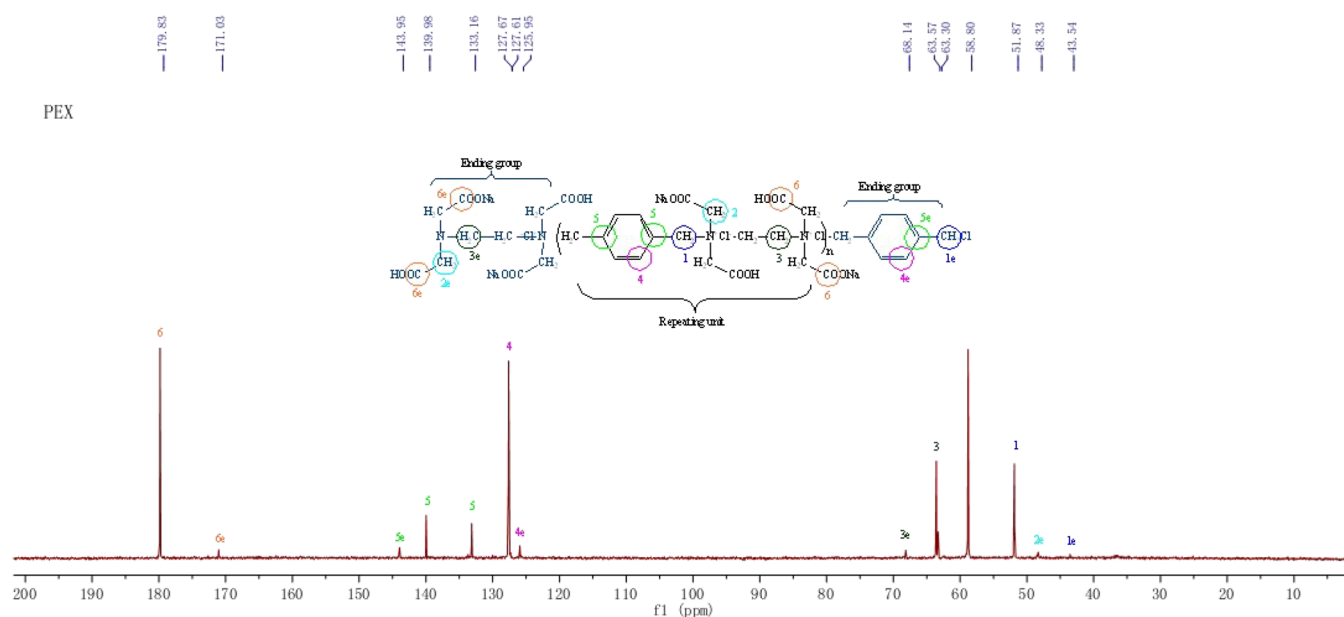 179.83 171.03 143.95 139.98 133.16 127.67 127.61 125.95 68.14 63.57 63.30 58.80 51.87 48.33 43.54
PEX
Ending group
6e COONa COOH NaOOC 2 HOOC 6 Ending group
H₂C CH₂ CH₂ CH₂ 5 5 5e
N H₂C H₂C N H₂C CH N CH N CH₂ CH Cl
3e 1 3 n 1e
HOOC CH₂ NaOOC CH₂ 4 H₂C COOH H₂C COONa 4e
6e 2e 6
Repeating unit
6 4
3 1
5 5
6e 5e 4e 3e 2e 1e
200 190 180 170 160 150 140 130 120 110 100 90 80 70 60 50 40 30 20 10
f1 (ppm)